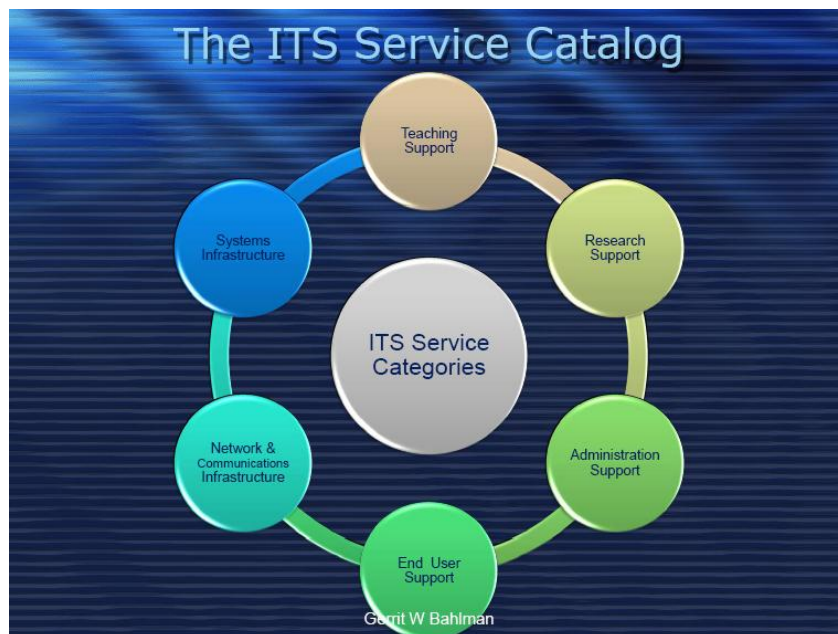 The ITS Service Catalog
Teaching
Support
Research
Support
Administration
Support
End User
Support
Network &
Communications
Infrastructure
Systems
Infrastructure
ITS Service
Categories
Gerrit W Bahlman